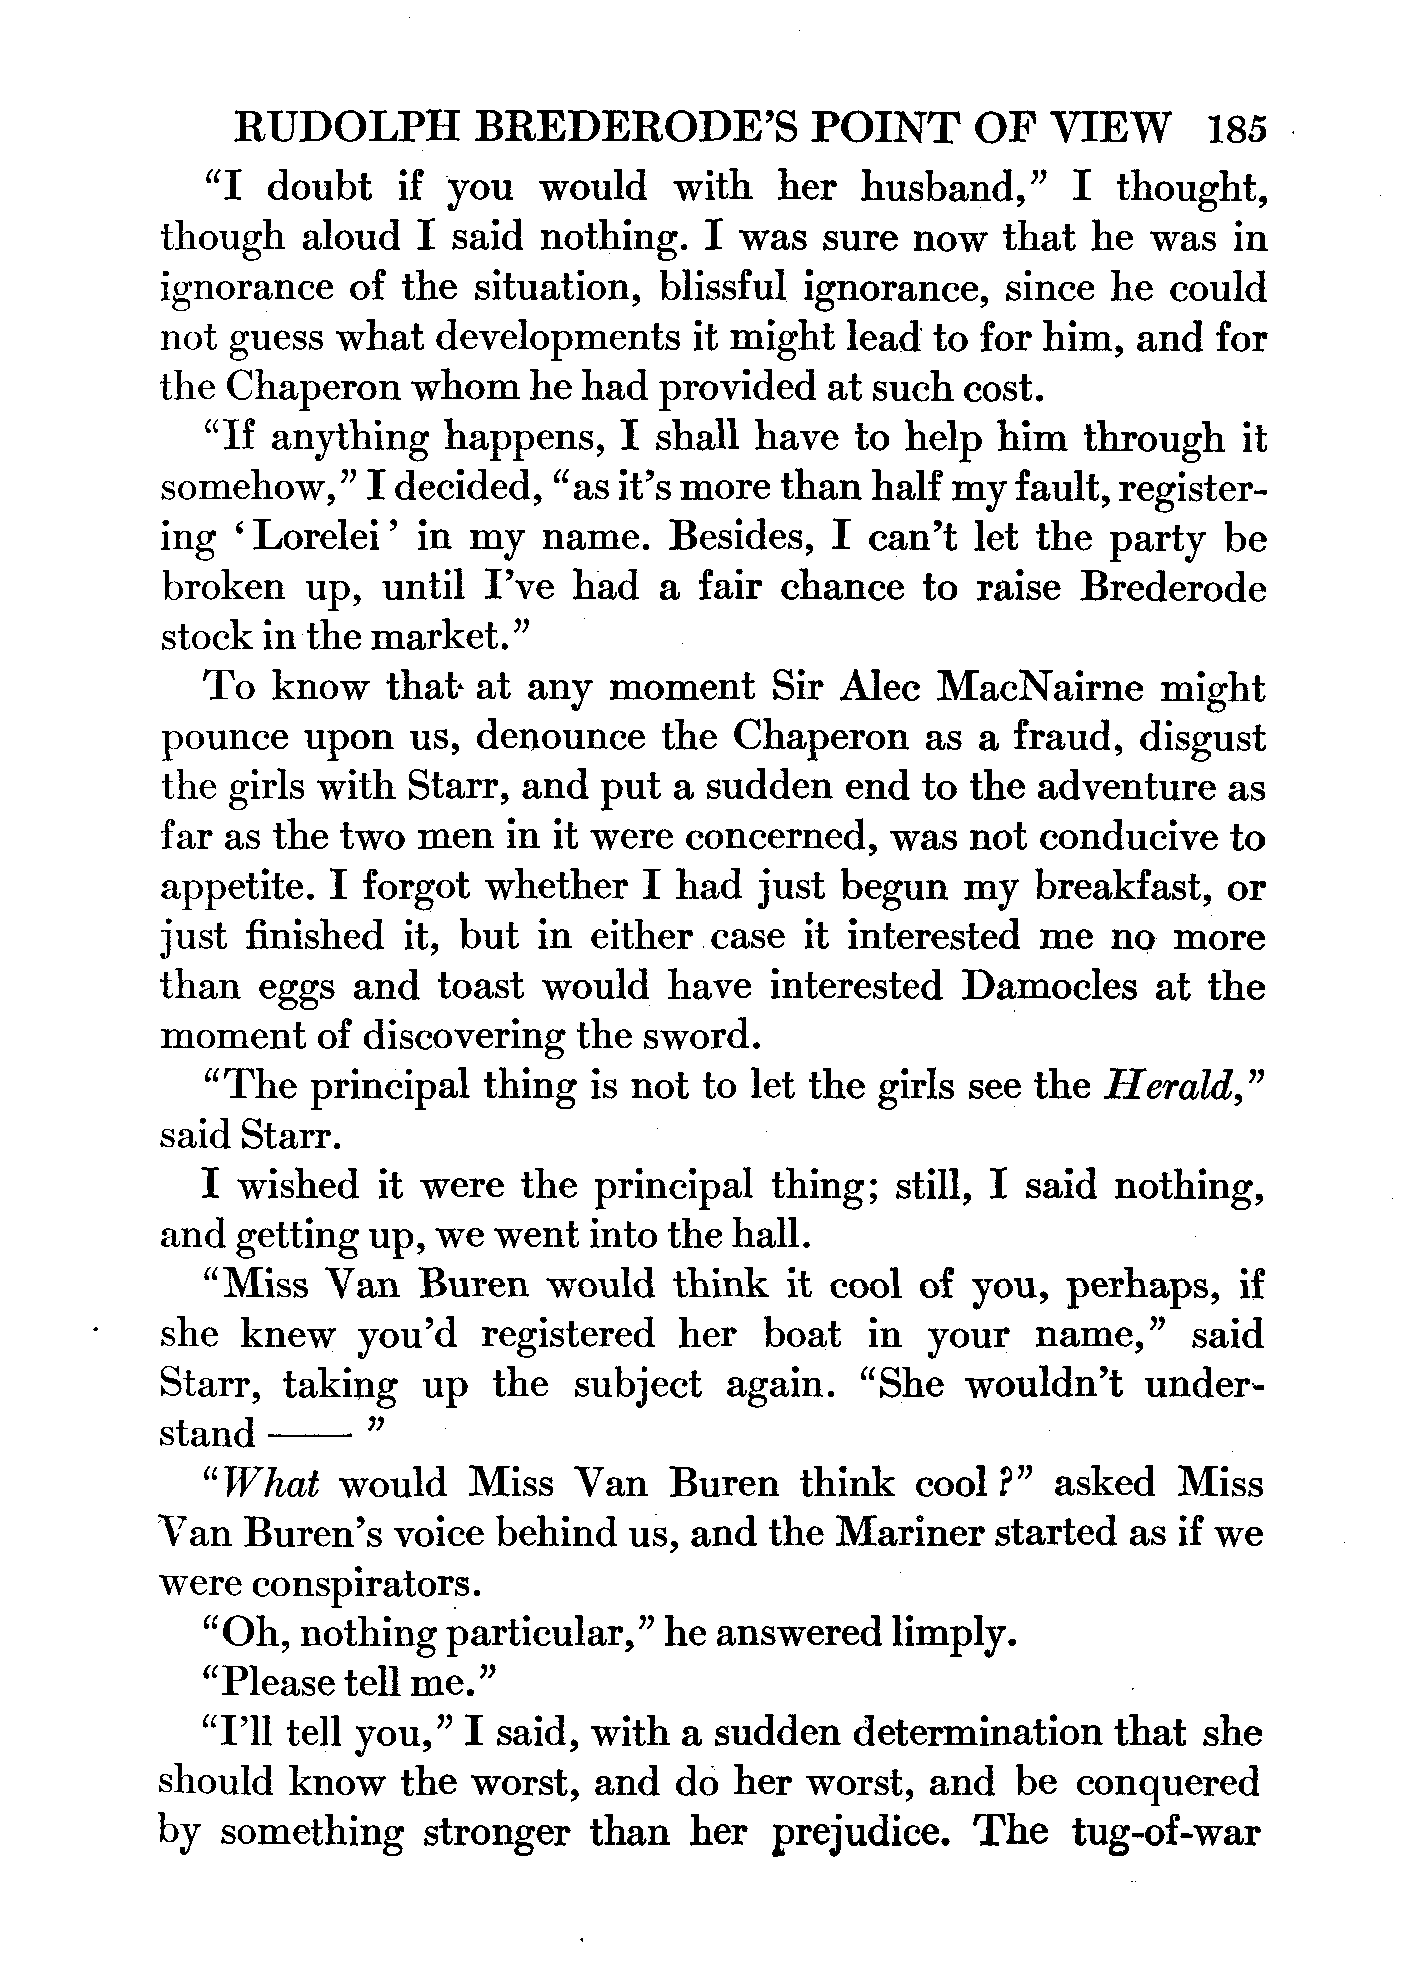 RUDOLPH BREDERODE'S POINT OF VIEW 185
“I doubt if you would with her husband,” I thought,
though aloud I said nothing. I was sure now that he was in
ignorance of the situation, blissful ignorance, since he could
not guess what developments it might lead to for him, and for
the Chaperon whom he had provided at such cost.
“If anything happens, I shall have to help him through it
somehow,” I decided, “as it's more than half my fault, register-
ing ‘Lorelei’ in my name. Besides, I can't let the party be
broken up, until I've had a fair chance to raise Brederode
stock in the market.”
To know that at any moment Sir Alec MacNairne might
pounce upon us, denounce the Chaperon as a fraud, disgust
the girls with Starr, and put a sudden end to the adventure as
far as the two men in it were concerned, was not conducive to
appetite. I forgot whether I had just begun my breakfast, or
just finished it, but in either case it interested me no more
than eggs and toast would have interested Damocles at the
moment of discovering the sword.
“The principal thing is not to let the girls see the Herald,”
said Starr.
I wished it were the principal thing; still, I said nothing,
and getting up, we went into the hall.
“Miss Van Buren would think it cool of you, perhaps, if
she knew you'd registered her boat in your name,” said
Starr, taking up the subject again. “She wouldn't under-
stand —— ”
“What would Miss Van Buren think cool?” asked Miss
Van Buren's voice behind us, and the Mariner started as if we
were conspirators.
“Oh, nothing particular,” he answered limply.
“Please tell me.”
“I'll tell you,” I said, with a sudden determination that she
should know the worst, and do her worst, and be conquered
by something stronger than her prejudice. The tug-of-war